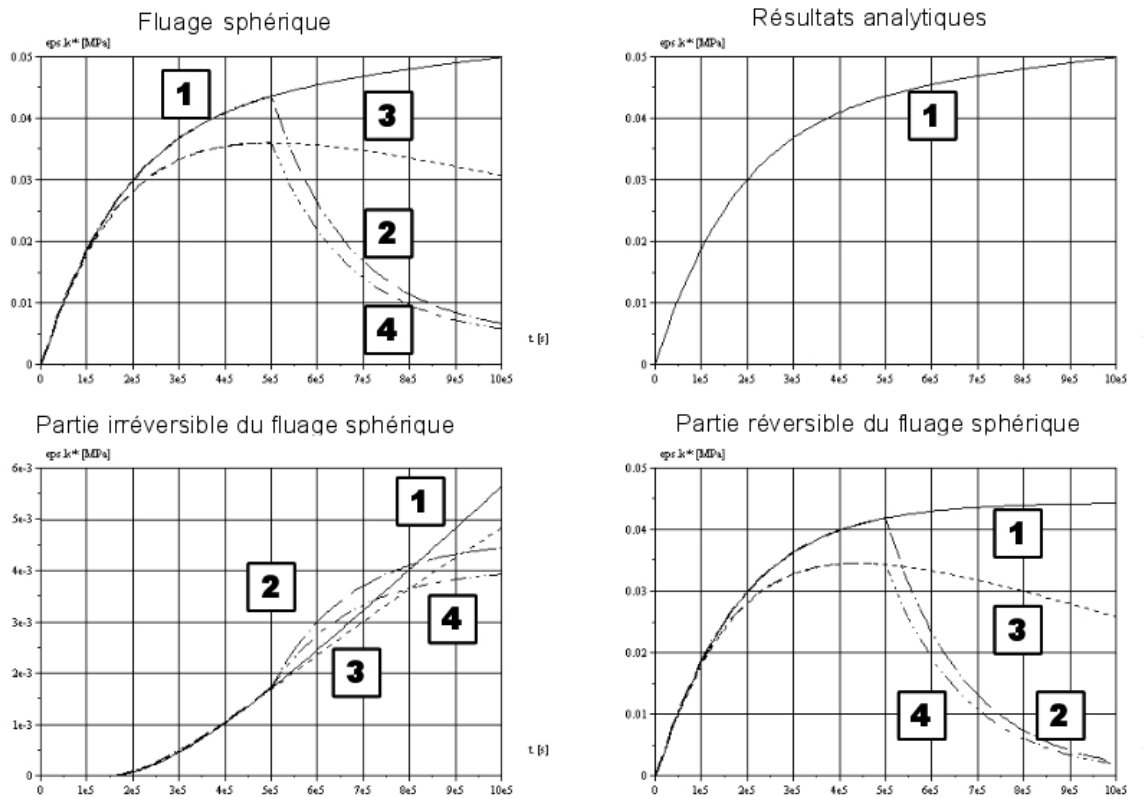 Fluage sphérique
eps.k* [MPa]
0.05
0.04
0.03
0.02
0.01
0
1
3
2
4
t [s]
0 1e5 2e5 3e5 4e5 5e5 6e5 7e5 8e5 9e5 10e5
Résultats analytiques
eps.k* [MPa]
0.05
0.04
0.03
0.02
0.01
0
1
0 1e5 2e5 3e5 4e5 5e5 6e5 7e5 8e5 9e5 10e5
Partie irréversible du fluage sphérique
eps.k* [MPa]
6e-3
5e-3
4e-3
3e-3
2e-3
1e-3
0
1
2
4
3
t [s]
0 1e5 2e5 3e5 4e5 5e5 6e5 7e5 8e5 9e5 10e5
Partie réversible du fluage sphérique
eps.k* [MPa]
0.05
0.04
0.03
0.02
0.01
0
1
3
4
2
0 1e5 2e5 3e5 4e5 5e5 6e5 7e5 8e5 9e5 10e5